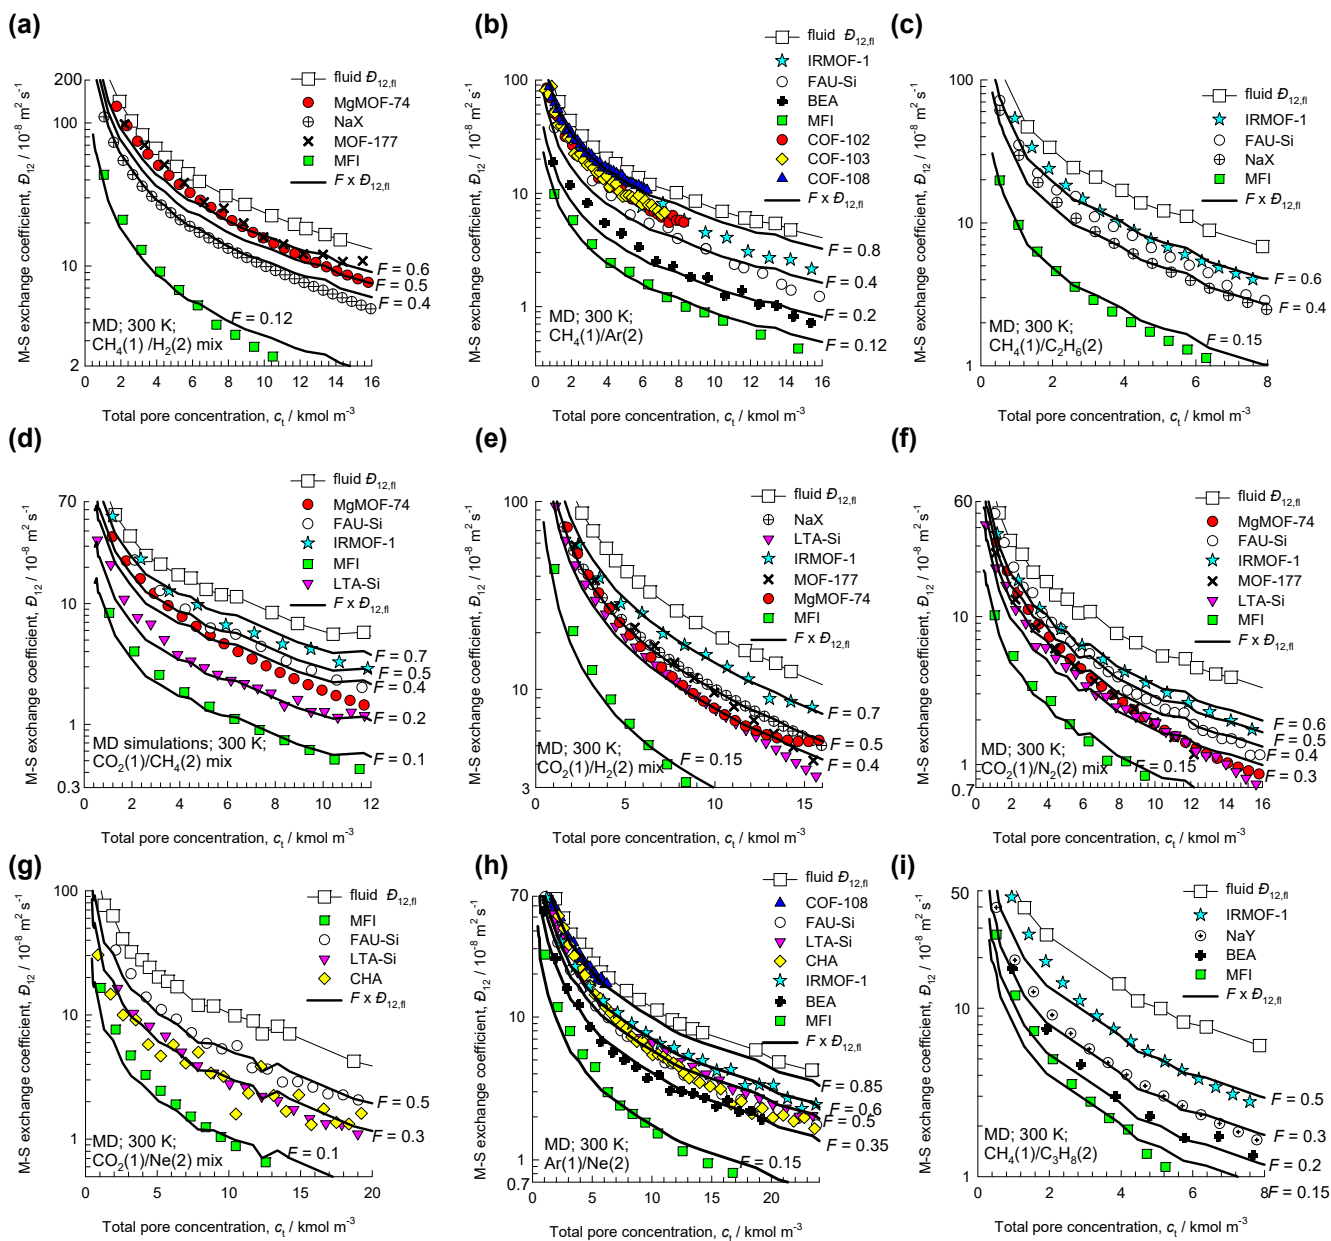 (a)
M-S exchange coefficient, Đ12 / 10-8 m2 s-1
200
100
10
2
fluid Đ12,fl
MgMOF-74
NaX
MOF-177
MFI
F x Đ12,fl
F = 0.6
F = 0.5
F = 0.4
F = 0.12
MD; 300 K;
CH4(1) /H2(2) mix
0 2 4 6 8 10 12 14 16
Total pore concentration, ct / kmol m-3
(b)
M-S exchange coefficient, Đ12 / 10-8 m2 s-1
100
10
1
fluid Đ12,fl
IRMOF-1
FAU-Si
BEA
MFI
COF-102
COF-103
COF-108
F x Đ12,fl
F = 0.8
F = 0.4
F = 0.2
F = 0.12
MD; 300 K;
CH4(1)/Ar(2)
0 2 4 6 8 10 12 14 16
Total pore concentration, ct / kmol m-3
(c)
M-S exchange coefficient, Đ12 / 10-8 m2 s-1
100
10
1
fluid Đ12,fl
IRMOF-1
FAU-Si
NaX
MFI
F x Đ12,fl
F = 0.6
F = 0.4
F = 0.15
MD; 300 K;
CH4(1)/C2H6(2)
0 2 4 6 8
Total pore concentration, ct / kmol m-3
(d)
M-S exchange coefficient, Đ12 / 10-8 m2 s-1
70
10
1
0.3
fluid Đ12,fl
MgMOF-74
FAU-Si
IRMOF-1
MFI
LTA-Si
F x Đ12,fl
F = 0.7
F = 0.5
F = 0.4
F = 0.2
F = 0.1
MD simulations; 300 K;
CO2(1)/CH4(2) mix
0 2 4 6 8 10 12
Total pore concentration, ct / kmol m-3
(e)
M-S exchange coefficient, Đ12 / 10-8 m2 s-1
100
10
3
fluid Đ12,fl
NaX
LTA-Si
IRMOF-1
MOF-177
MgMOF-74
MFI
F x Đ12,fl
F = 0.7
F = 0.5
F = 0.4
F = 0.15
MD; 300 K;
CO2(1)/H2(2) mix
0 5 10 15
Total pore concentration, ct / kmol m-3
(f)
M-S exchange coefficient, Đ12 / 10-8 m2 s-1
60
10
1
0.7
fluid Đ12,fl
MgMOF-74
FAU-Si
IRMOF-1
MOF-177
LTA-Si
MFI
F x Đ12,fl
F = 0.6
F = 0.5
F = 0.4
F = 0.3
F = 0.15
MD; 300 K;
CO2(1)/N2(2) mix
0 2 4 6 8 10 12 14 16
Total pore concentration, ct / kmol m-3
(g)
M-S exchange coefficient, Đ12 / 10-8 m2 s-1
100
10
1
fluid Đ12,fl
MFI
FAU-Si
LTA-Si
CHA
F x Đ12,fl
F = 0.5
F = 0.3
F = 0.1
MD; 300 K;
CO2(1)/Ne(2) mix
0 5 10 15 20
Total pore concentration, ct / kmol m-3
(h)
M-S exchange coefficient, Đ12 / 10-8 m2 s-1
70
10
1
0.7
fluid Đ12,fl
COF-108
FAU-Si
LTA-Si
CHA
IRMOF-1
BEA
MFI
F x Đ12,fl
F = 0.85
F = 0.6
F = 0.5
F = 0.35
F = 0.15
MD; 300 K;
Ar(1)/Ne(2)
0 5 10 15 20
Total pore concentration, ct / kmol m-3
(i)
M-S exchange coefficient, Đ12 / 10-8 m2 s-1
50
10
1
fluid Đ12,fl
IRMOF-1
NaY
BEA
MFI
F x Đ12,fl
F = 0.5
F = 0.3
F = 0.2
F = 0.15
MD; 300 K;
CH4(1)/C3H8(2)
0 2 4 6 8
Total pore concentration, ct / kmol m-3